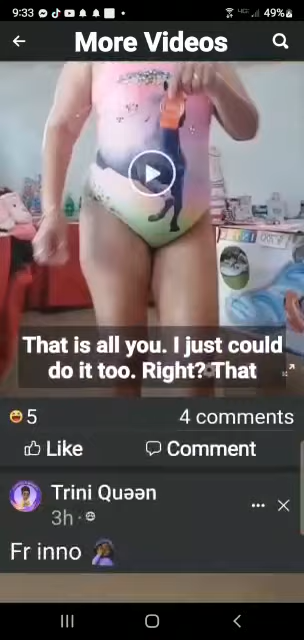 9:33
49%
More Videos
That is all you. I just could
do it too. Right? That
5
4 comments
Like
Comment
Trini Quəən
3h
Fr inno